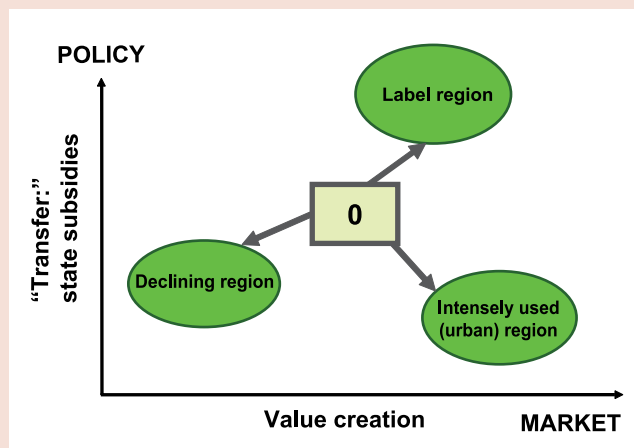 POLICY
“Transfer:”
state subsidies
Label region
0
Declining region
Intensely used
(urban) region
Value creation
MARKET